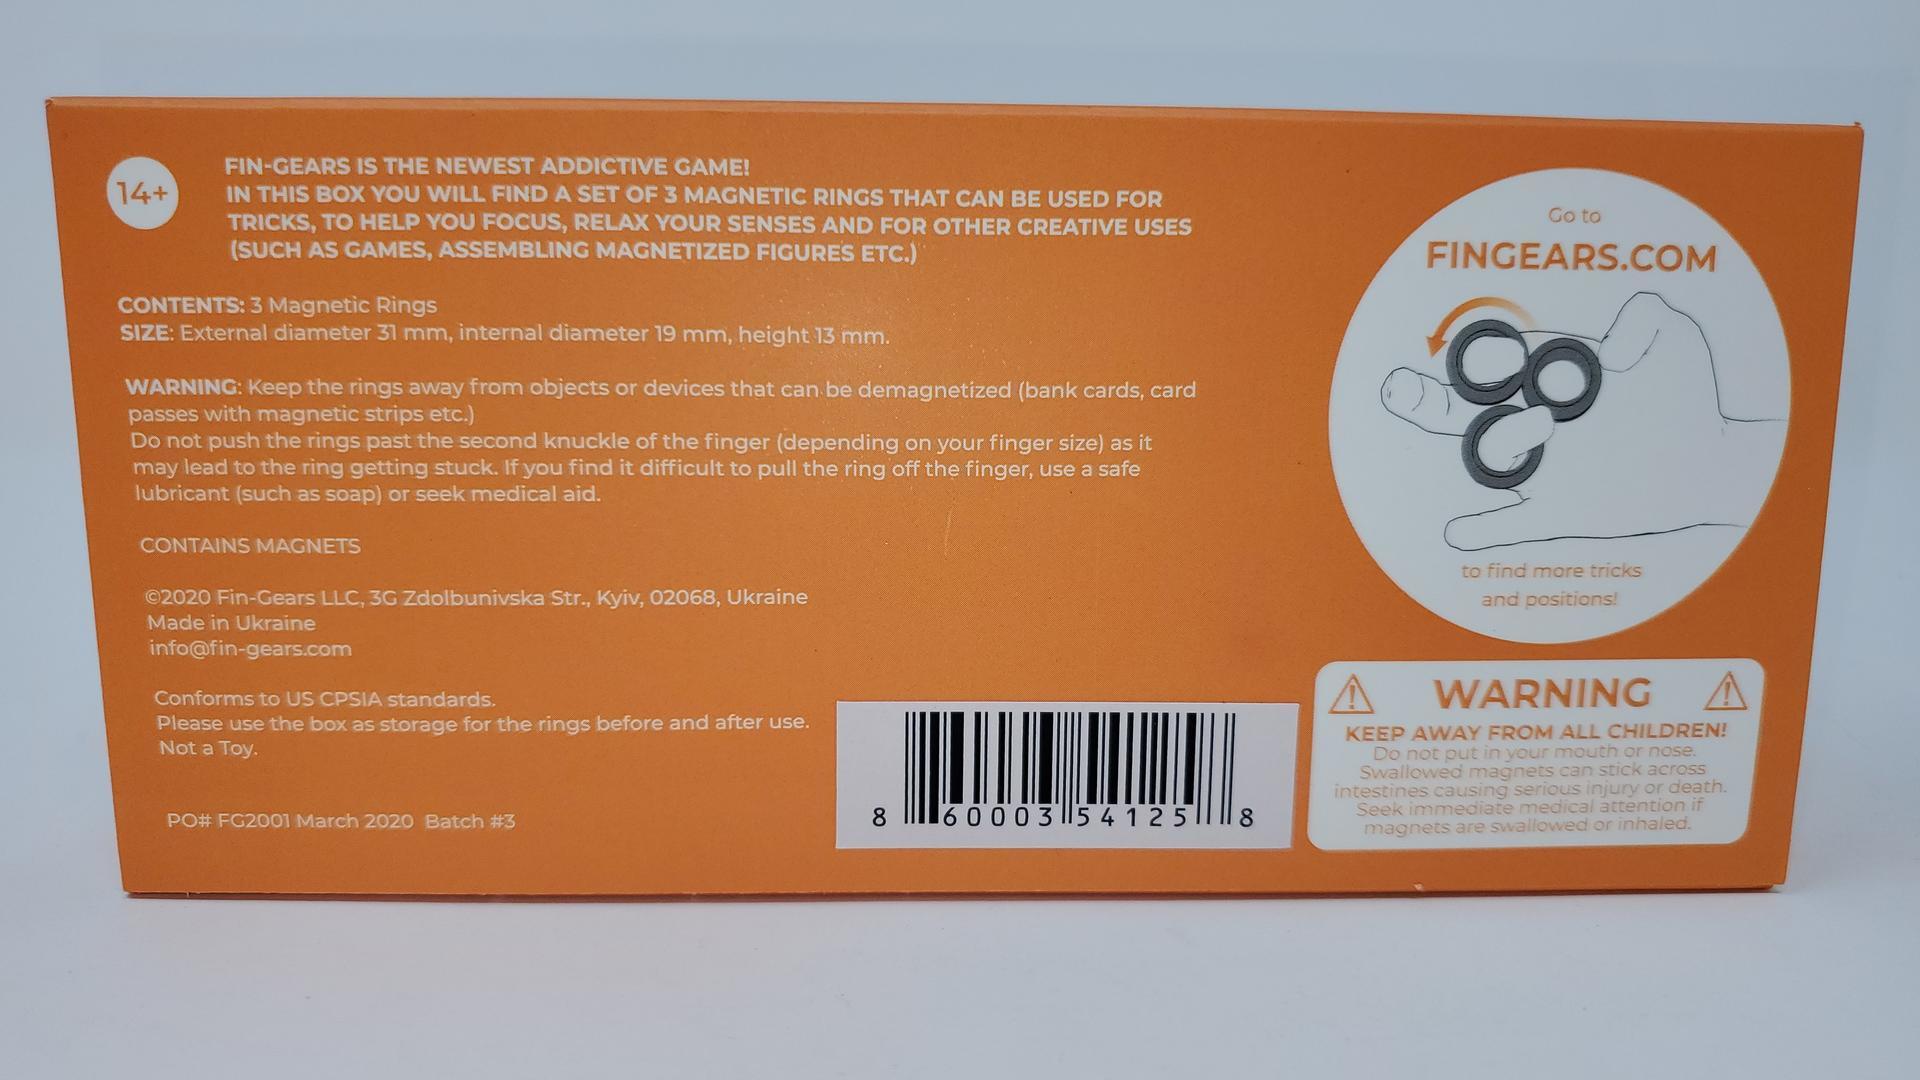 14+
FIN-GEARS IS THE NEWEST ADDICTIVE GAME!
IN THIS BOX YOU WILL FIND A SET OF 3 MAGNETIC RINGS THAT CAN BE USED FOR
TRICKS, TO HELP YOU FOCUS, RELAX YOUR SENSES AND FOR OTHER CREATIVE USES
(SUCH AS GAMES, ASSEMBLING MAGNETIZED FIGURES ETC.)
CONTENTS: 3 Magnetic Rings
SIZE: External diameter 31 mm, internal diameter 19 mm, height 13 mm.
WARNING: Keep the rings away from objects or devices that can be demagnetized (bank cards, card
passes with magnetic strips etc.)
Do not push the rings past the second knuckle of the finger (depending on your finger size) as it
may lead to the ring getting stuck. If you find it difficult to pull the ring off the finger, use a safe
lubricant (such as soap) or seek medical aid.
CONTAINS MAGNETS
©2020 Fin-Gears LLC, 3G Zdolbunivska Str., Kyiv, 02068, Ukraine
Made in Ukraine
info@fin-gears.com
Conforms to US CPSIA standards.
Please use the box as storage for the rings before and after use.
Not a Toy.
PO# FG2001 March 2020 Batch #3
8 60003 54125 8
Go to
FINGEARS.COM
to find more tricks
and positions!
WARNING
KEEP AWAY FROM ALL CHILDREN!
Do not put in your mouth or nose.
Swallowed magnets can stick across
intestines causing serious injury or death.
Seek immediate medical attention if
magnets are swallowed or inhaled.